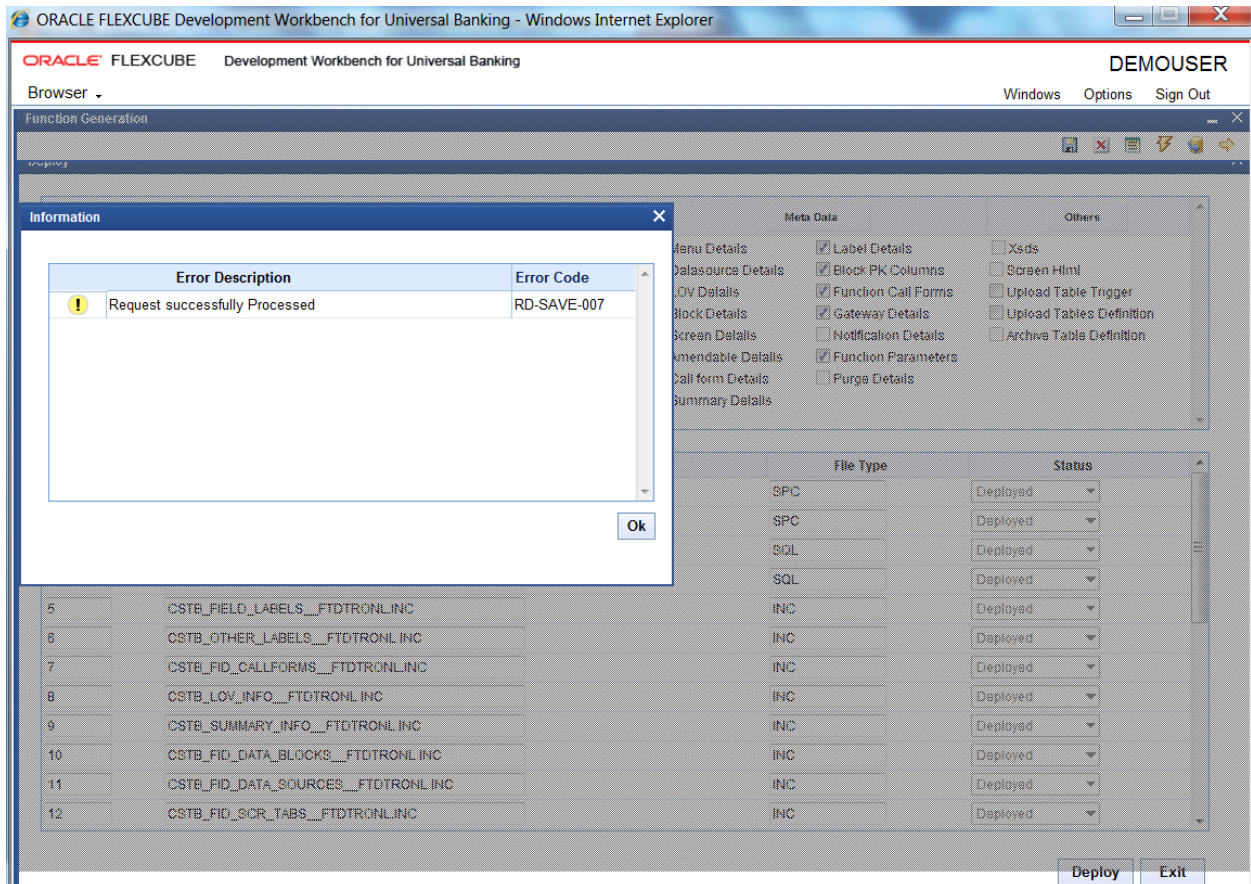 ORACLE FLEXCUBE Development Workbench for Universal Banking - Windows Internet Explorer
ORACLE FLEXCUBE Development Workbench for Universal Banking
DEMOUSER
Browser
Windows Options Sign Out
Function Generation
Deploy
Information
Meta Data Others
Error Description Error Code
Request successfully Processed RD-SAVE-007
Ok
Menu Details Label Details Xsds
Datasource Details Block PK Columns Screen Html
LOV Details Function Call Forms Upload Table Trigger
Block Details Gateway Details Upload Tables Definition
Screen Details Notification Details Archive Table Definition
Amendable Details Function Parameters
Call form Details Purge Details
Summary Details
File Type Status
SPC Deployed
SPC Deployed
SQL Deployed
SQL Deployed
5 CSTB_FIELD_LABELS__FTDTRONL.INC INC Deployed
6 CSTB_OTHER_LABELS__FTDTRONL.INC INC Deployed
7 CSTB_FID_CALLFORMS__FTDTRONL.INC INC Deployed
8 CSTB_LOV_INFO__FTDTRONL.INC INC Deployed
9 CSTB_SUMMARY_INFO__FTDTRONL.INC INC Deployed
10 CSTB_FID_DATA_BLOCKS__FTDTRONL.INC INC Deployed
11 CSTB_FID_DATA_SOURCES__FTDTRONL.INC INC Deployed
12 CSTB_FID_SCR_TABS__FTDTRONL.INC INC Deployed
Deploy Exit